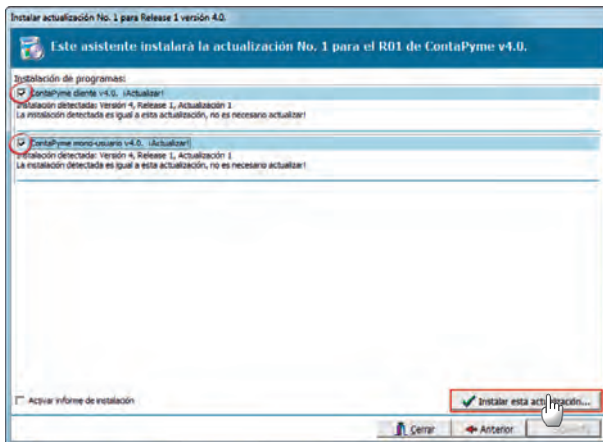 Instalar actualización No. 1 para Release 1 versión 4.0.
Este asistente instalará la actualización No. 1 para el R01 de ContaPyme v4.0.
Instalación de programas:
ContaPyme cliente v4.0. ¡Actualizar!
Instalación detectada: Versión 4, Release 1, Actualización 1
La instalación detectada es igual a esta actualización, no es necesario actualizar!
ContaPyme mono-usuario v4.0. ¡Actualizar!
Instalación detectada: Versión 4, Release 1, Actualización 1
La instalación detectada es igual a esta actualización, no es necesario actualizar!
Activar informe de instalación
Instalar esta actualización...
Cerrar
Anterior